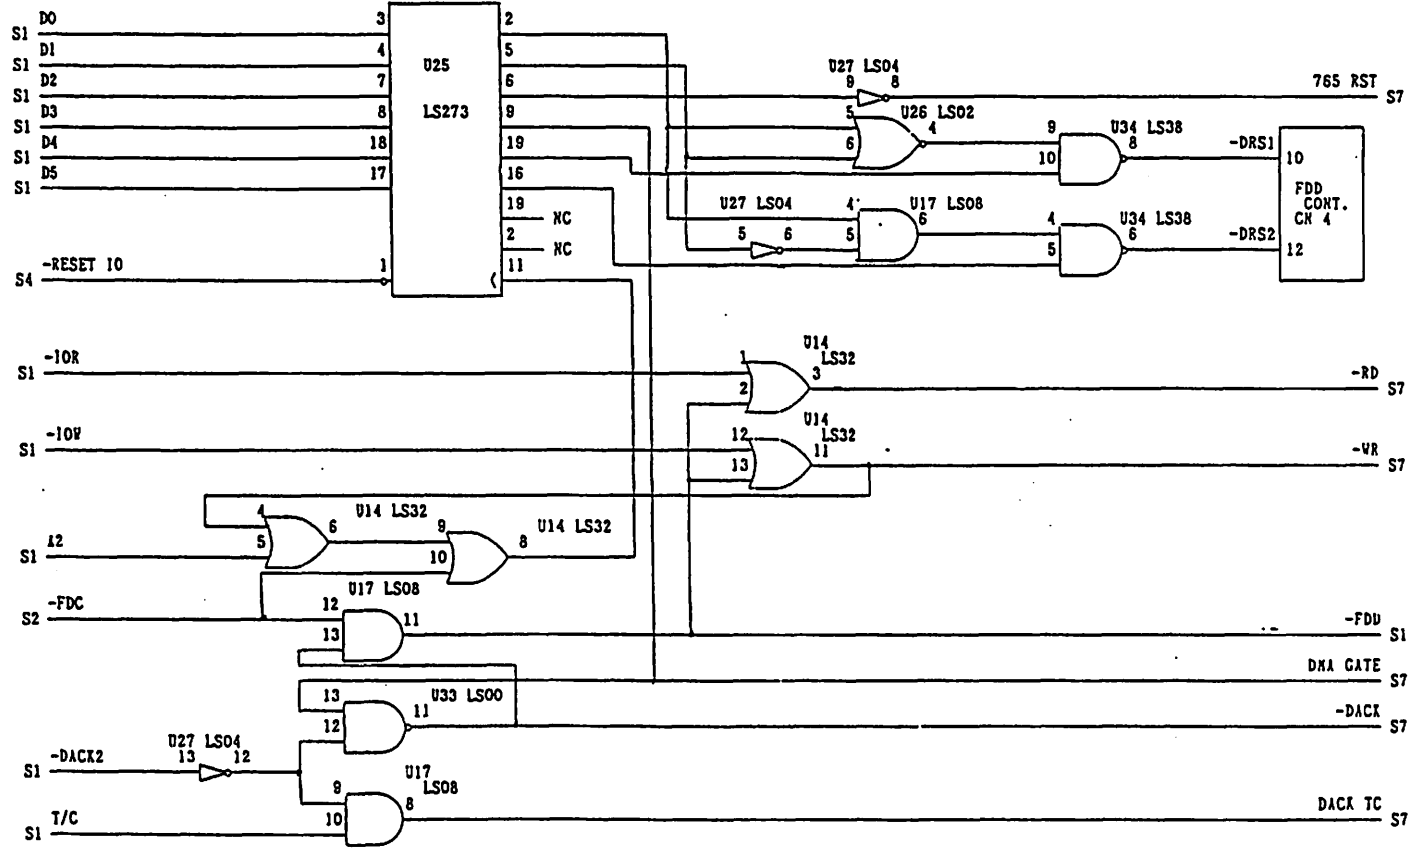 D0
S1 3 2
D1
S1 4 5
U25
D2
S1 7 6
U27 LS04
9 8
765 RST
S7
D3
S1 8 LS273 9
5 U26 LS02
6 4
D4
S1 18 19
9 U34 LS38
10 8
-DRS1
10
D5
S1 17 16
FDD
CONT.
CN 4
19 NC
U27 LS04
5 6
4 U17 LS08
5 6
4 U34 LS38
5 6
-DRS2
12
2 NC
-RESET IO
S4 1 11
-IOR
S1
U14
LS32
1
2 3
-RD
S7
-IOW
S1
U14
LS32
12
13 11
-WR
S7
4 U14 LS32
5 6
9 U14 LS32
10 8
A2
S1
-FDC
S2
U17 LS08
12
13 11
-FDD
S1
DMA GATE
S7
13 U33 LS00
12 11
-DACK
S7
-DACK2
S1
U27 LS04
13 12
U17
LS08
9
10 8
T/C
S1
DACK TC
S7